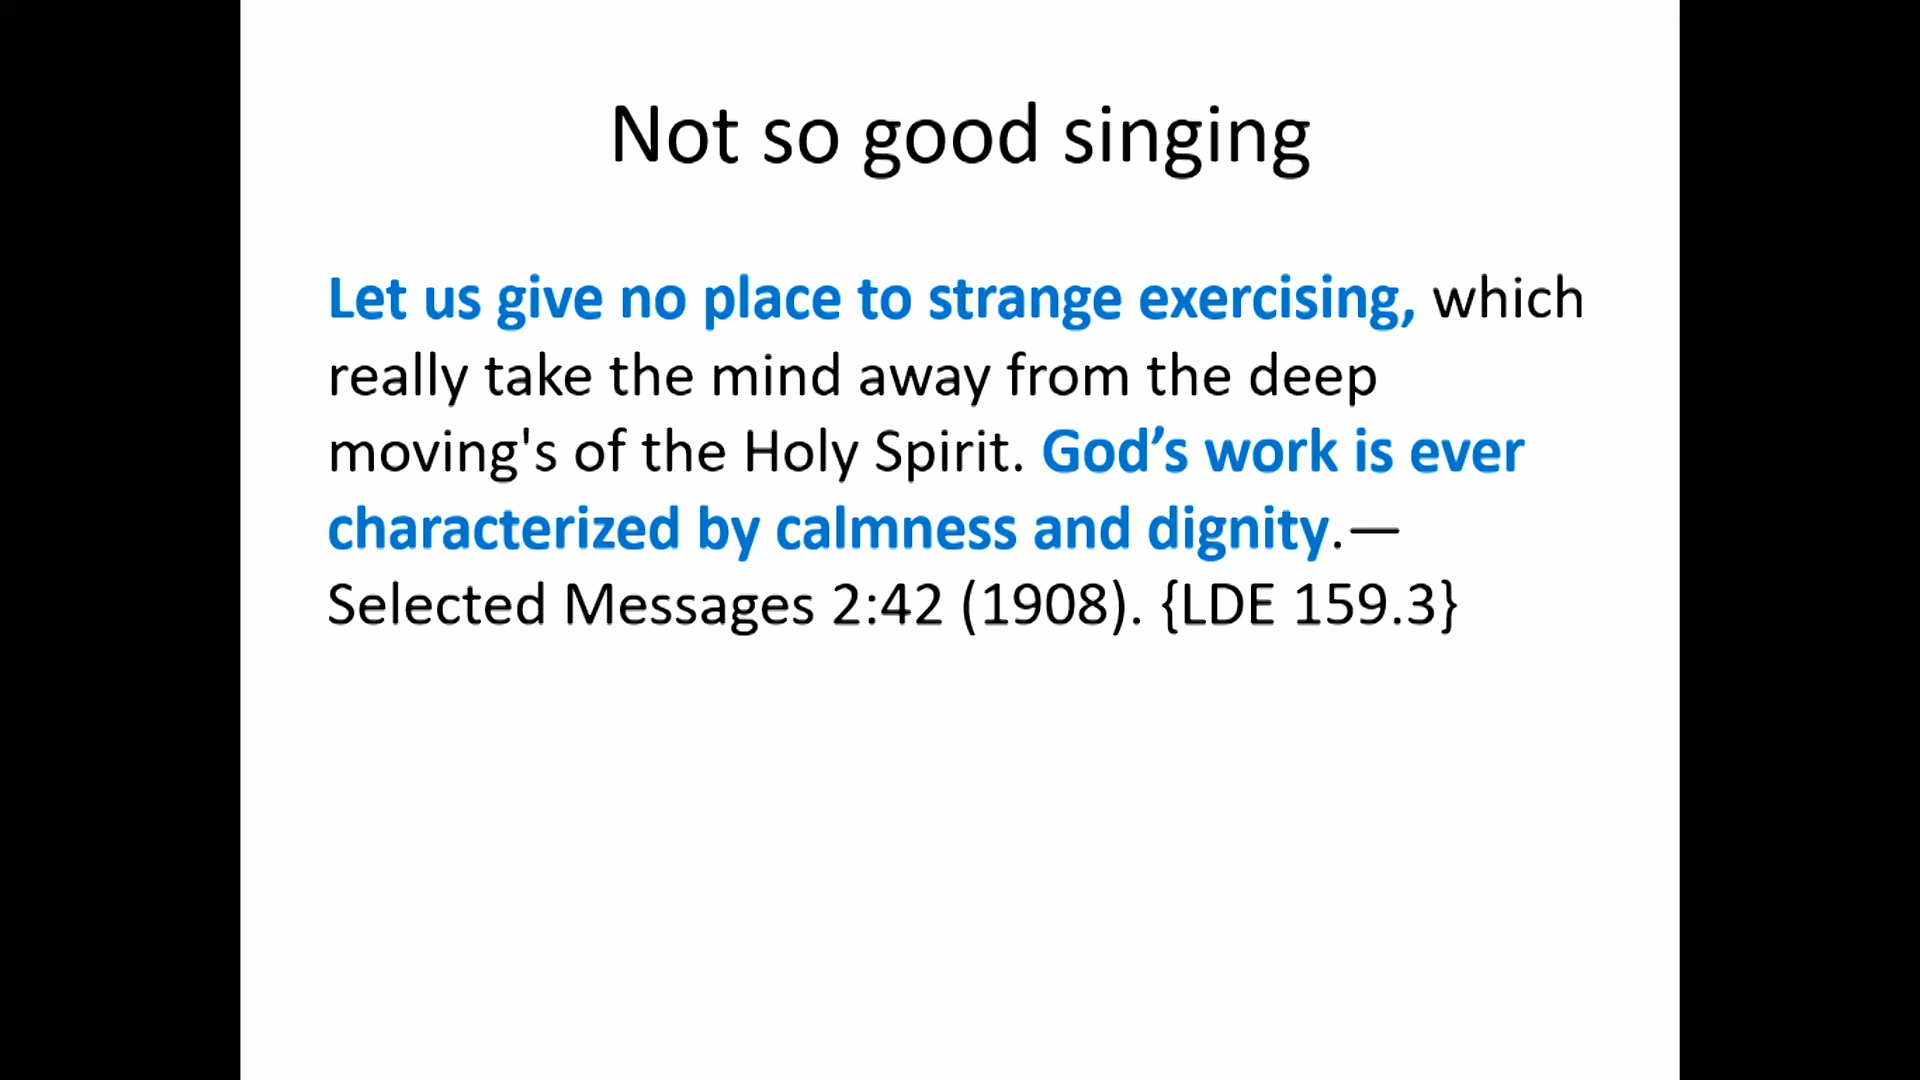 Not so good singing
Let us give no place to strange exercising, which
really take the mind away from the deep
moving's of the Holy Spirit. God’s work is ever
characterized by calmness and dignity.—
Selected Messages 2:42 (1908). {LDE 159.3}